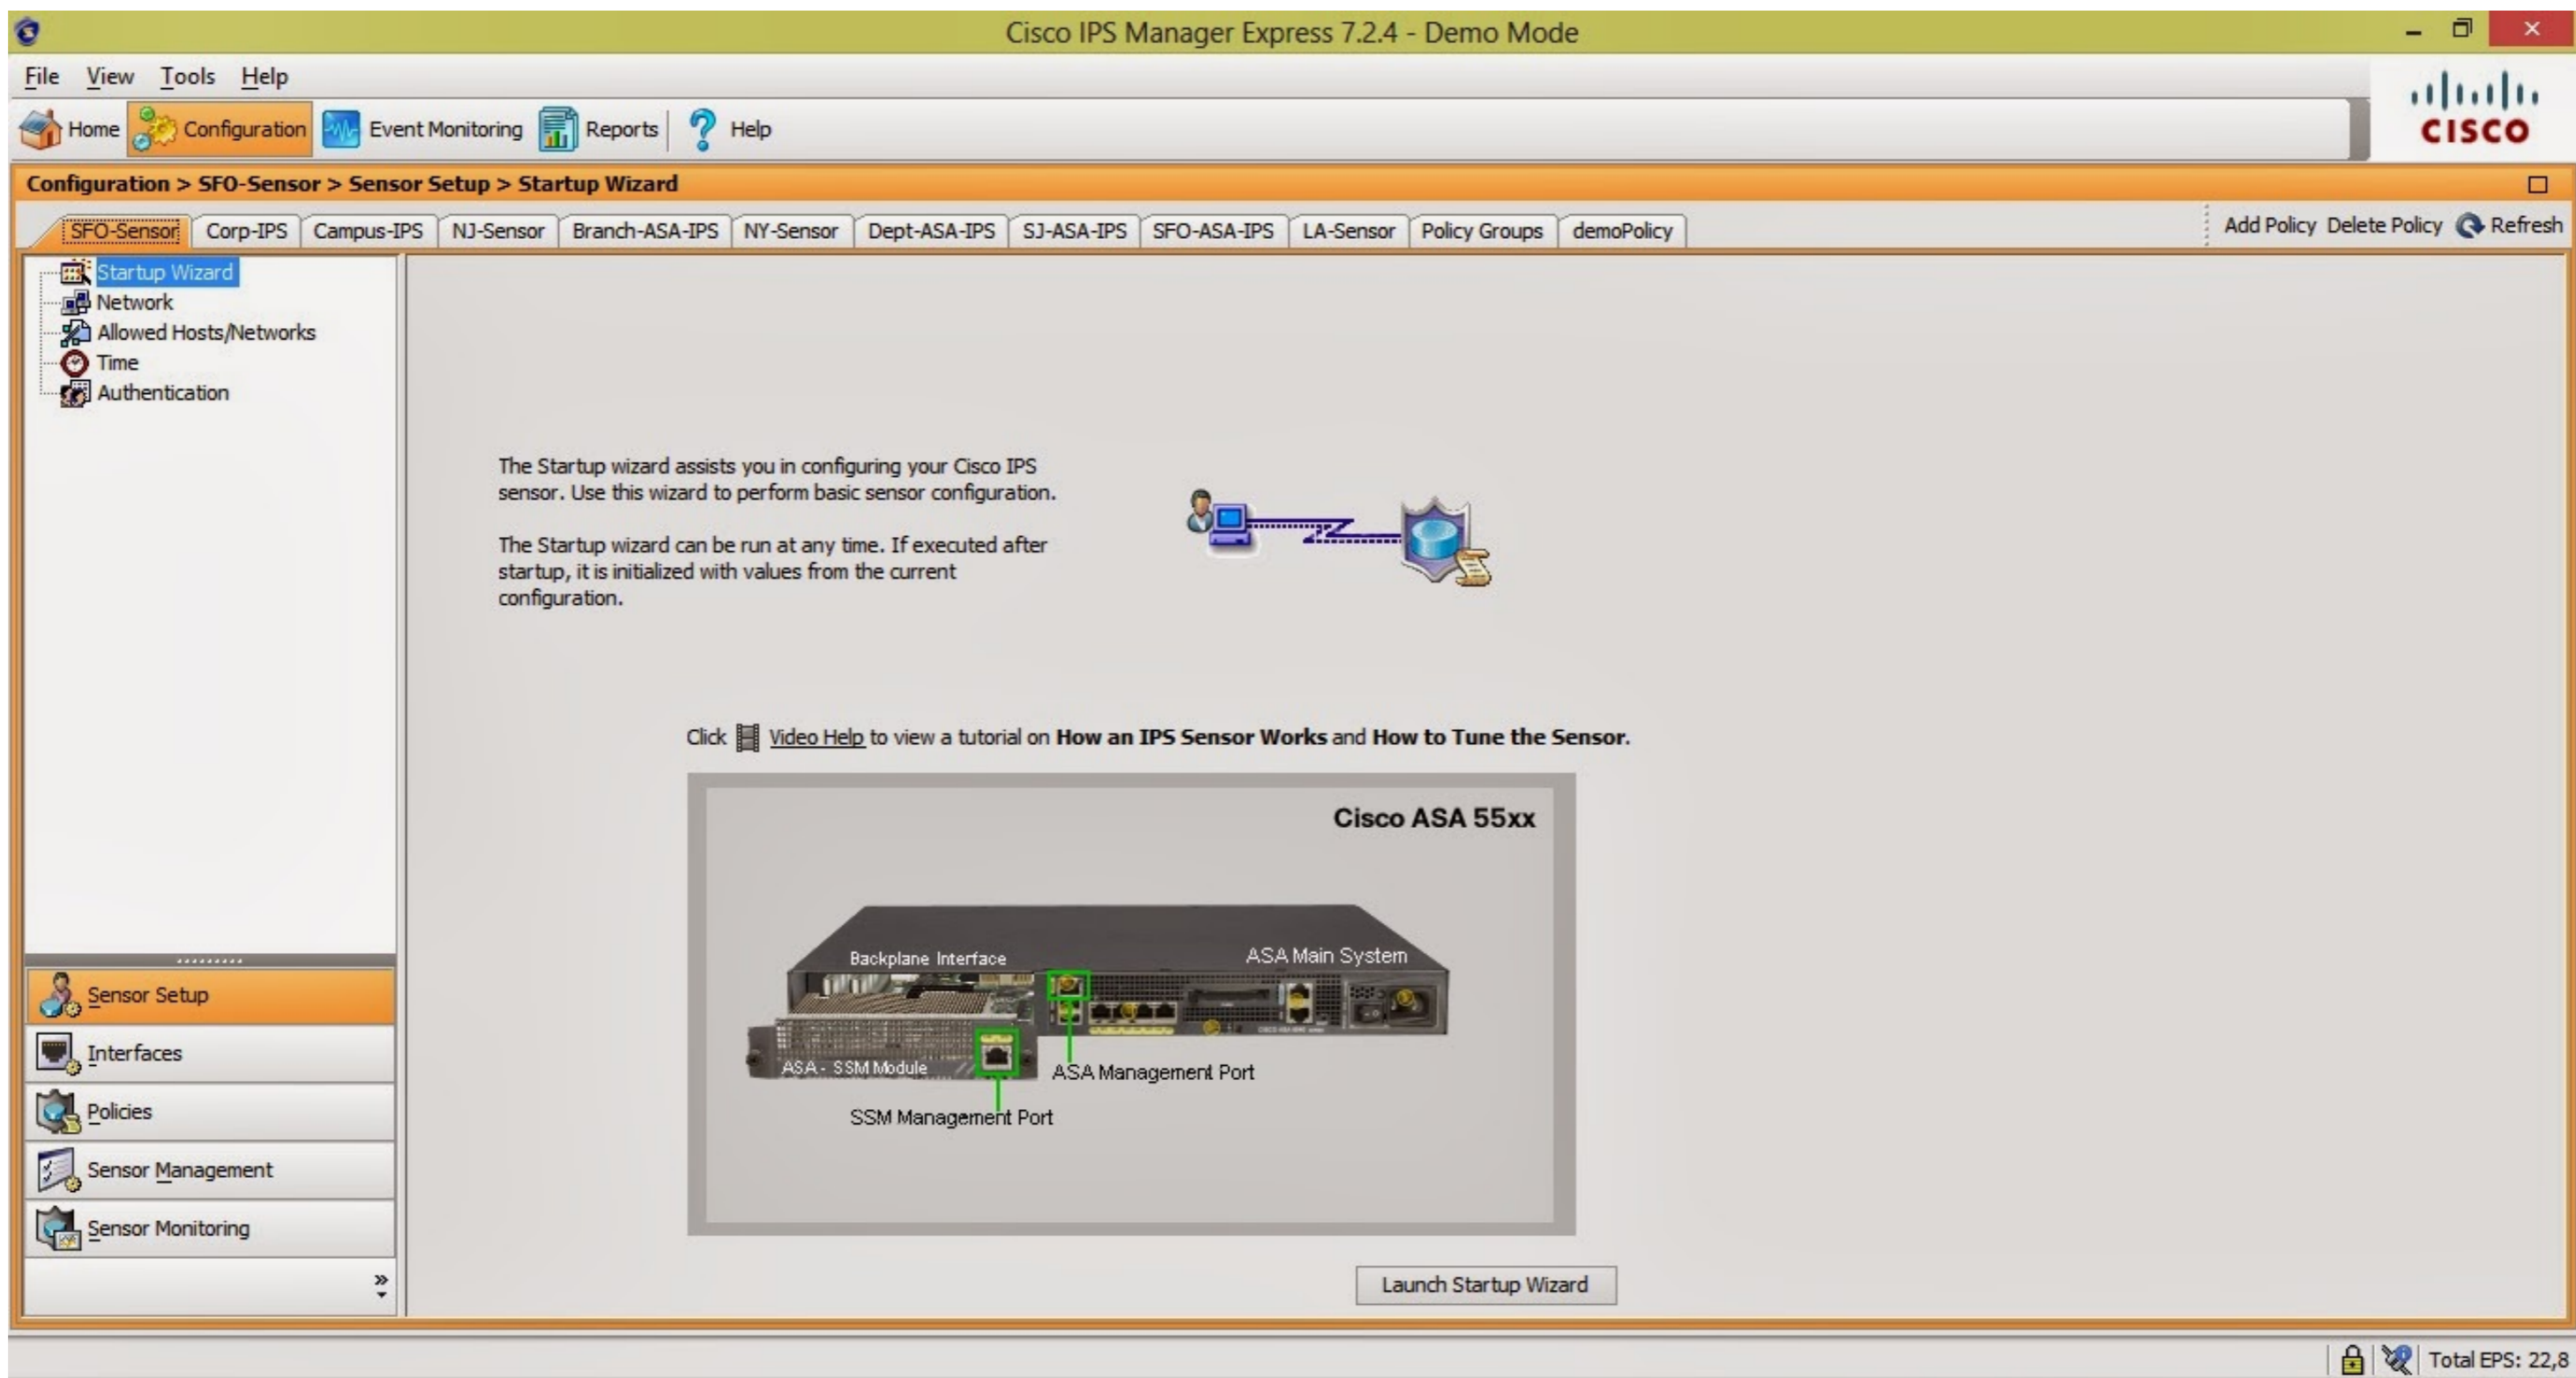 Cisco IPS Manager Express 7.2.4 - Demo Mode
File View Tools Help
Home Configuration Event Monitoring Reports Help
CISCO
Configuration > SFO-Sensor > Sensor Setup > Startup Wizard
SFO-Sensor Corp-IPS Campus-IPS NJ-Sensor Branch-ASA-IPS NY-Sensor Dept-ASA-IPS SJ-ASA-IPS SFO-ASA-IPS LA-Sensor Policy Groups demoPolicy Add Policy Delete Policy Refresh
Startup Wizard
Network
Allowed Hosts/Networks
Time
Authentication
The Startup wizard assists you in configuring your Cisco IPS
sensor. Use this wizard to perform basic sensor configuration.
The Startup wizard can be run at any time. If executed after
startup, it is initialized with values from the current
configuration.
Click Video Help to view a tutorial on How an IPS Sensor Works and How to Tune the Sensor.
Cisco ASA 55xx
Backplane Interface ASA Main System
ASA - SSM Module
ASA Management Port
SSM Management Port
Sensor Setup
Interfaces
Policies
Sensor Management
Sensor Monitoring
Launch Startup Wizard
Total EPS: 22,8